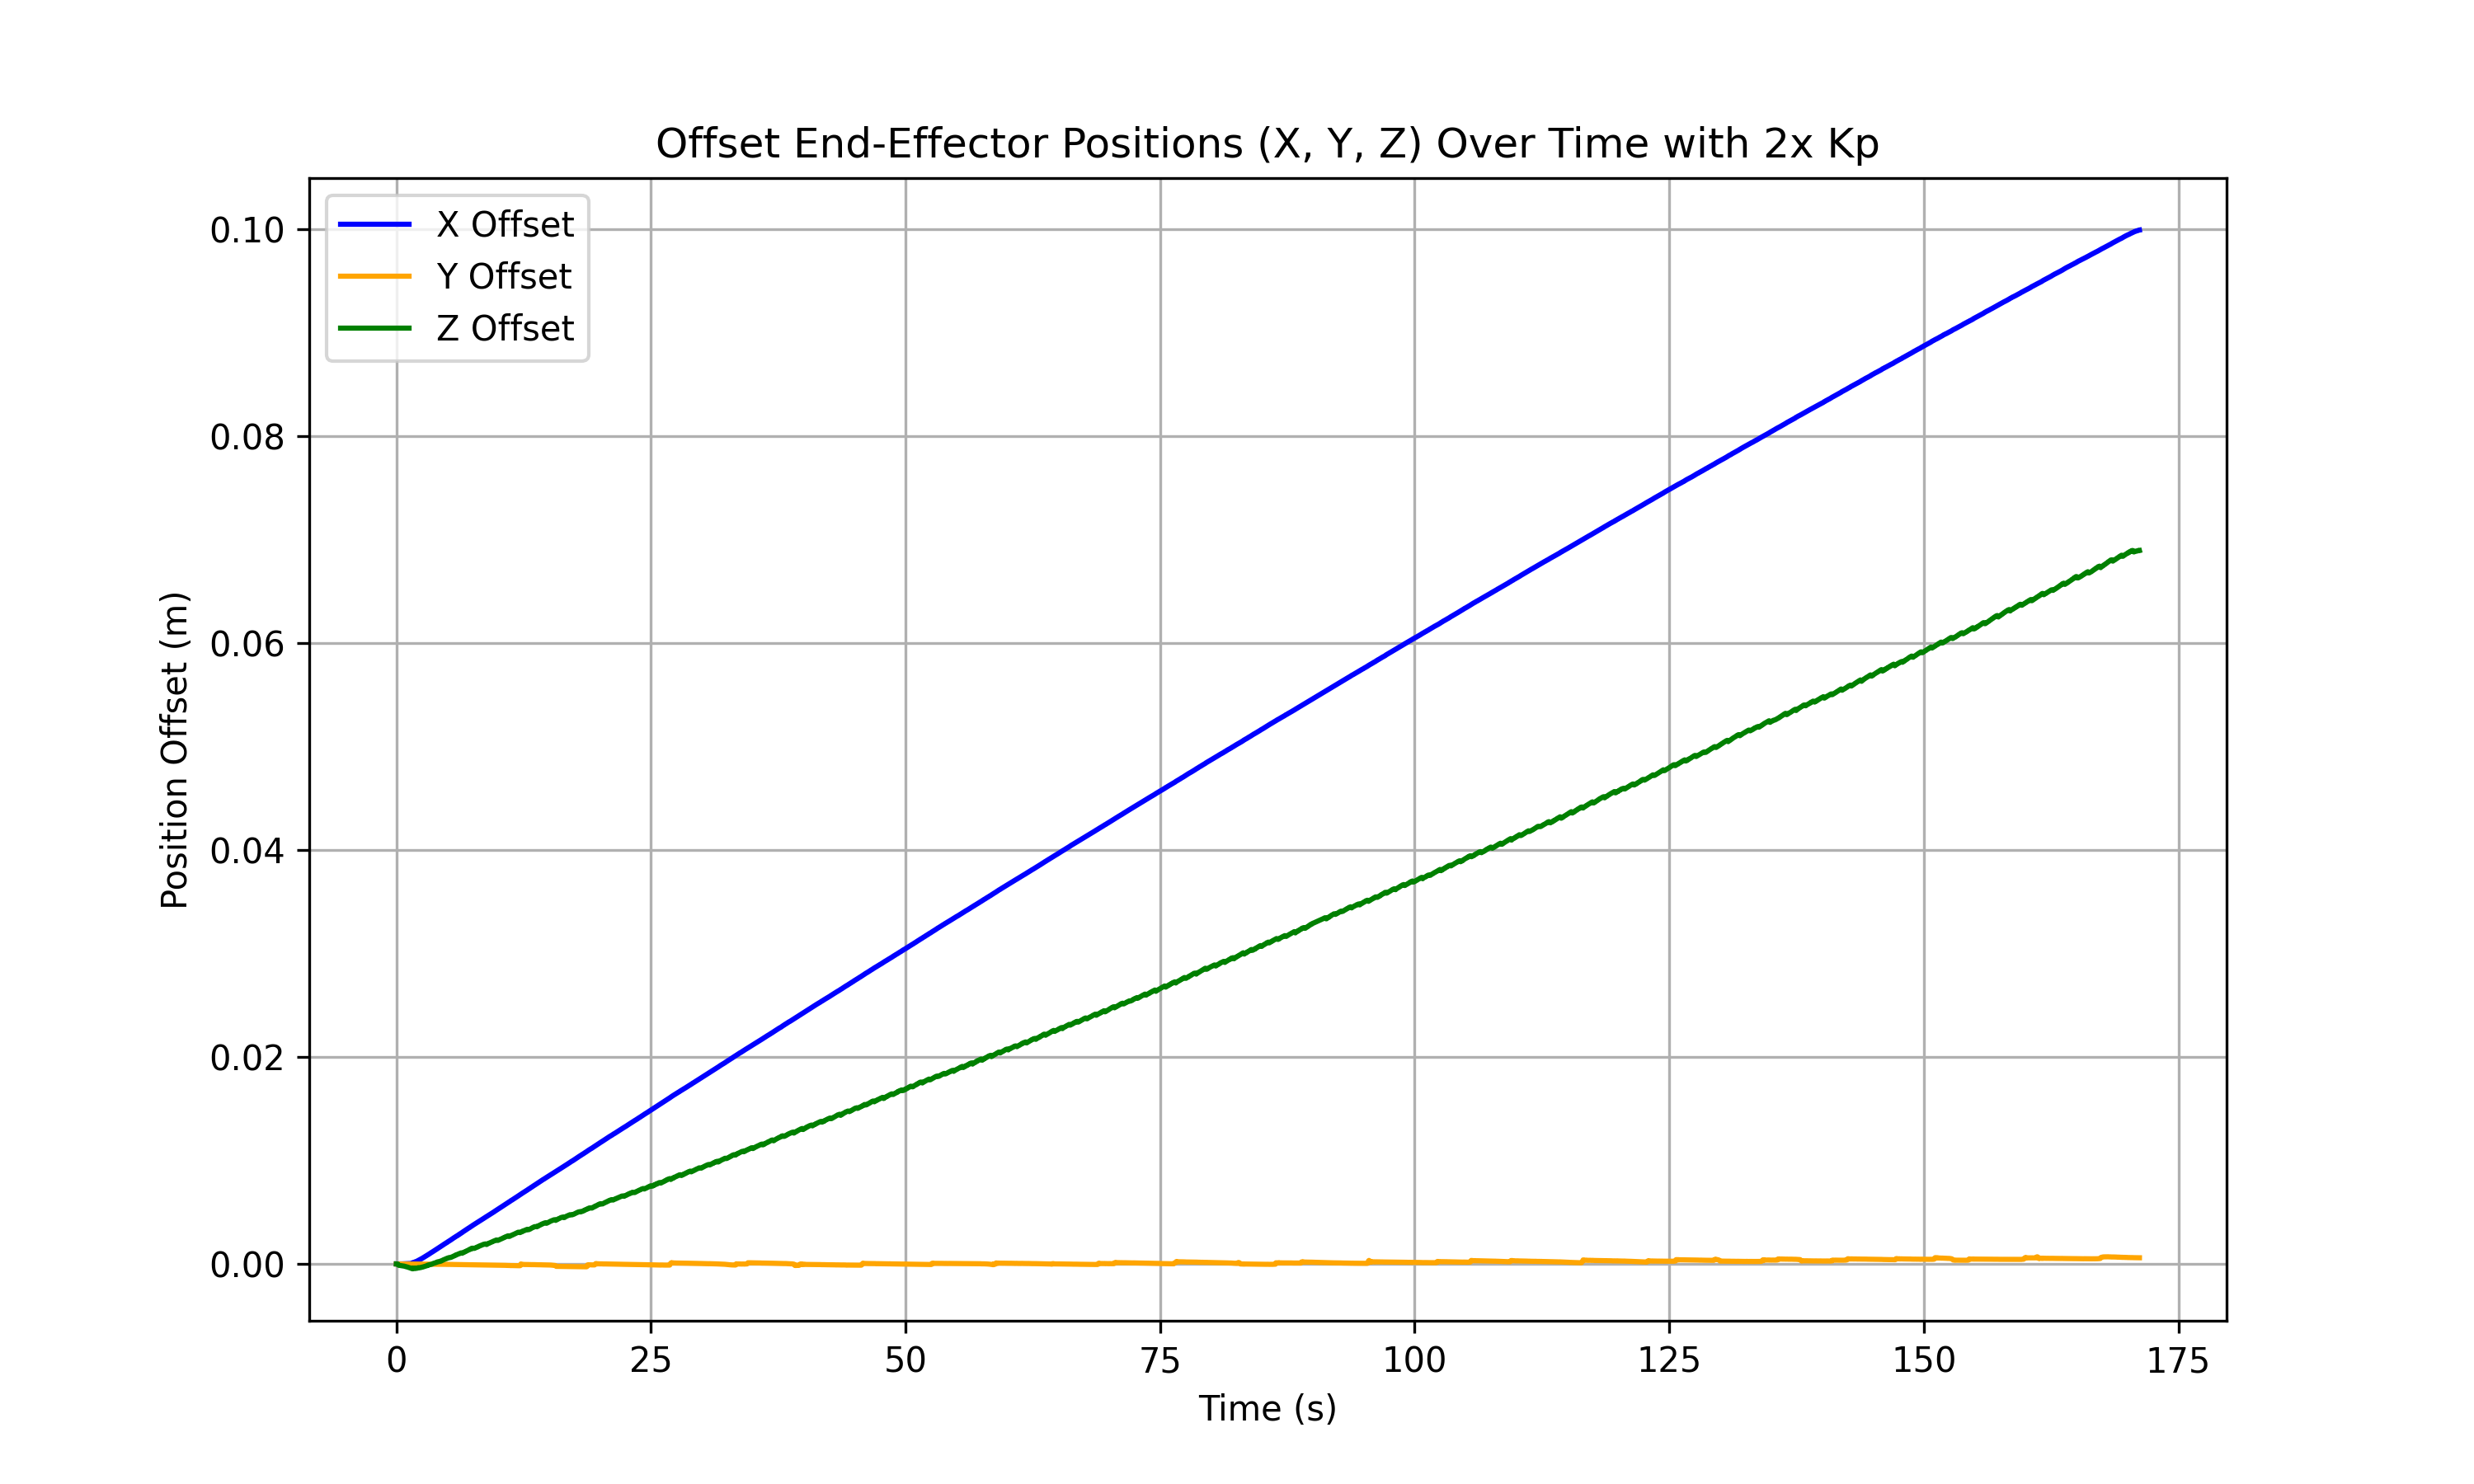 Offset End-Effector Positions (X, Y, Z) Over Time with 2x Kp
X Offset
Y Offset
Z Offset
0.10
0.08
0.06
0.04
0.02
0.00
Position Offset (m)
0 25 50 75 100 125 150 175
Time (s)